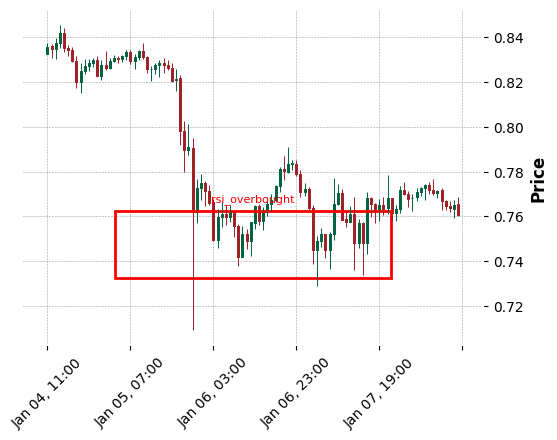 0.84
0.82
0.80
0.78
0.76
0.74
0.72
Price
rsi_overbought
Jan 04, 11:00
Jan 05, 07:00
Jan 06, 03:00
Jan 06, 23:00
Jan 07, 19:00